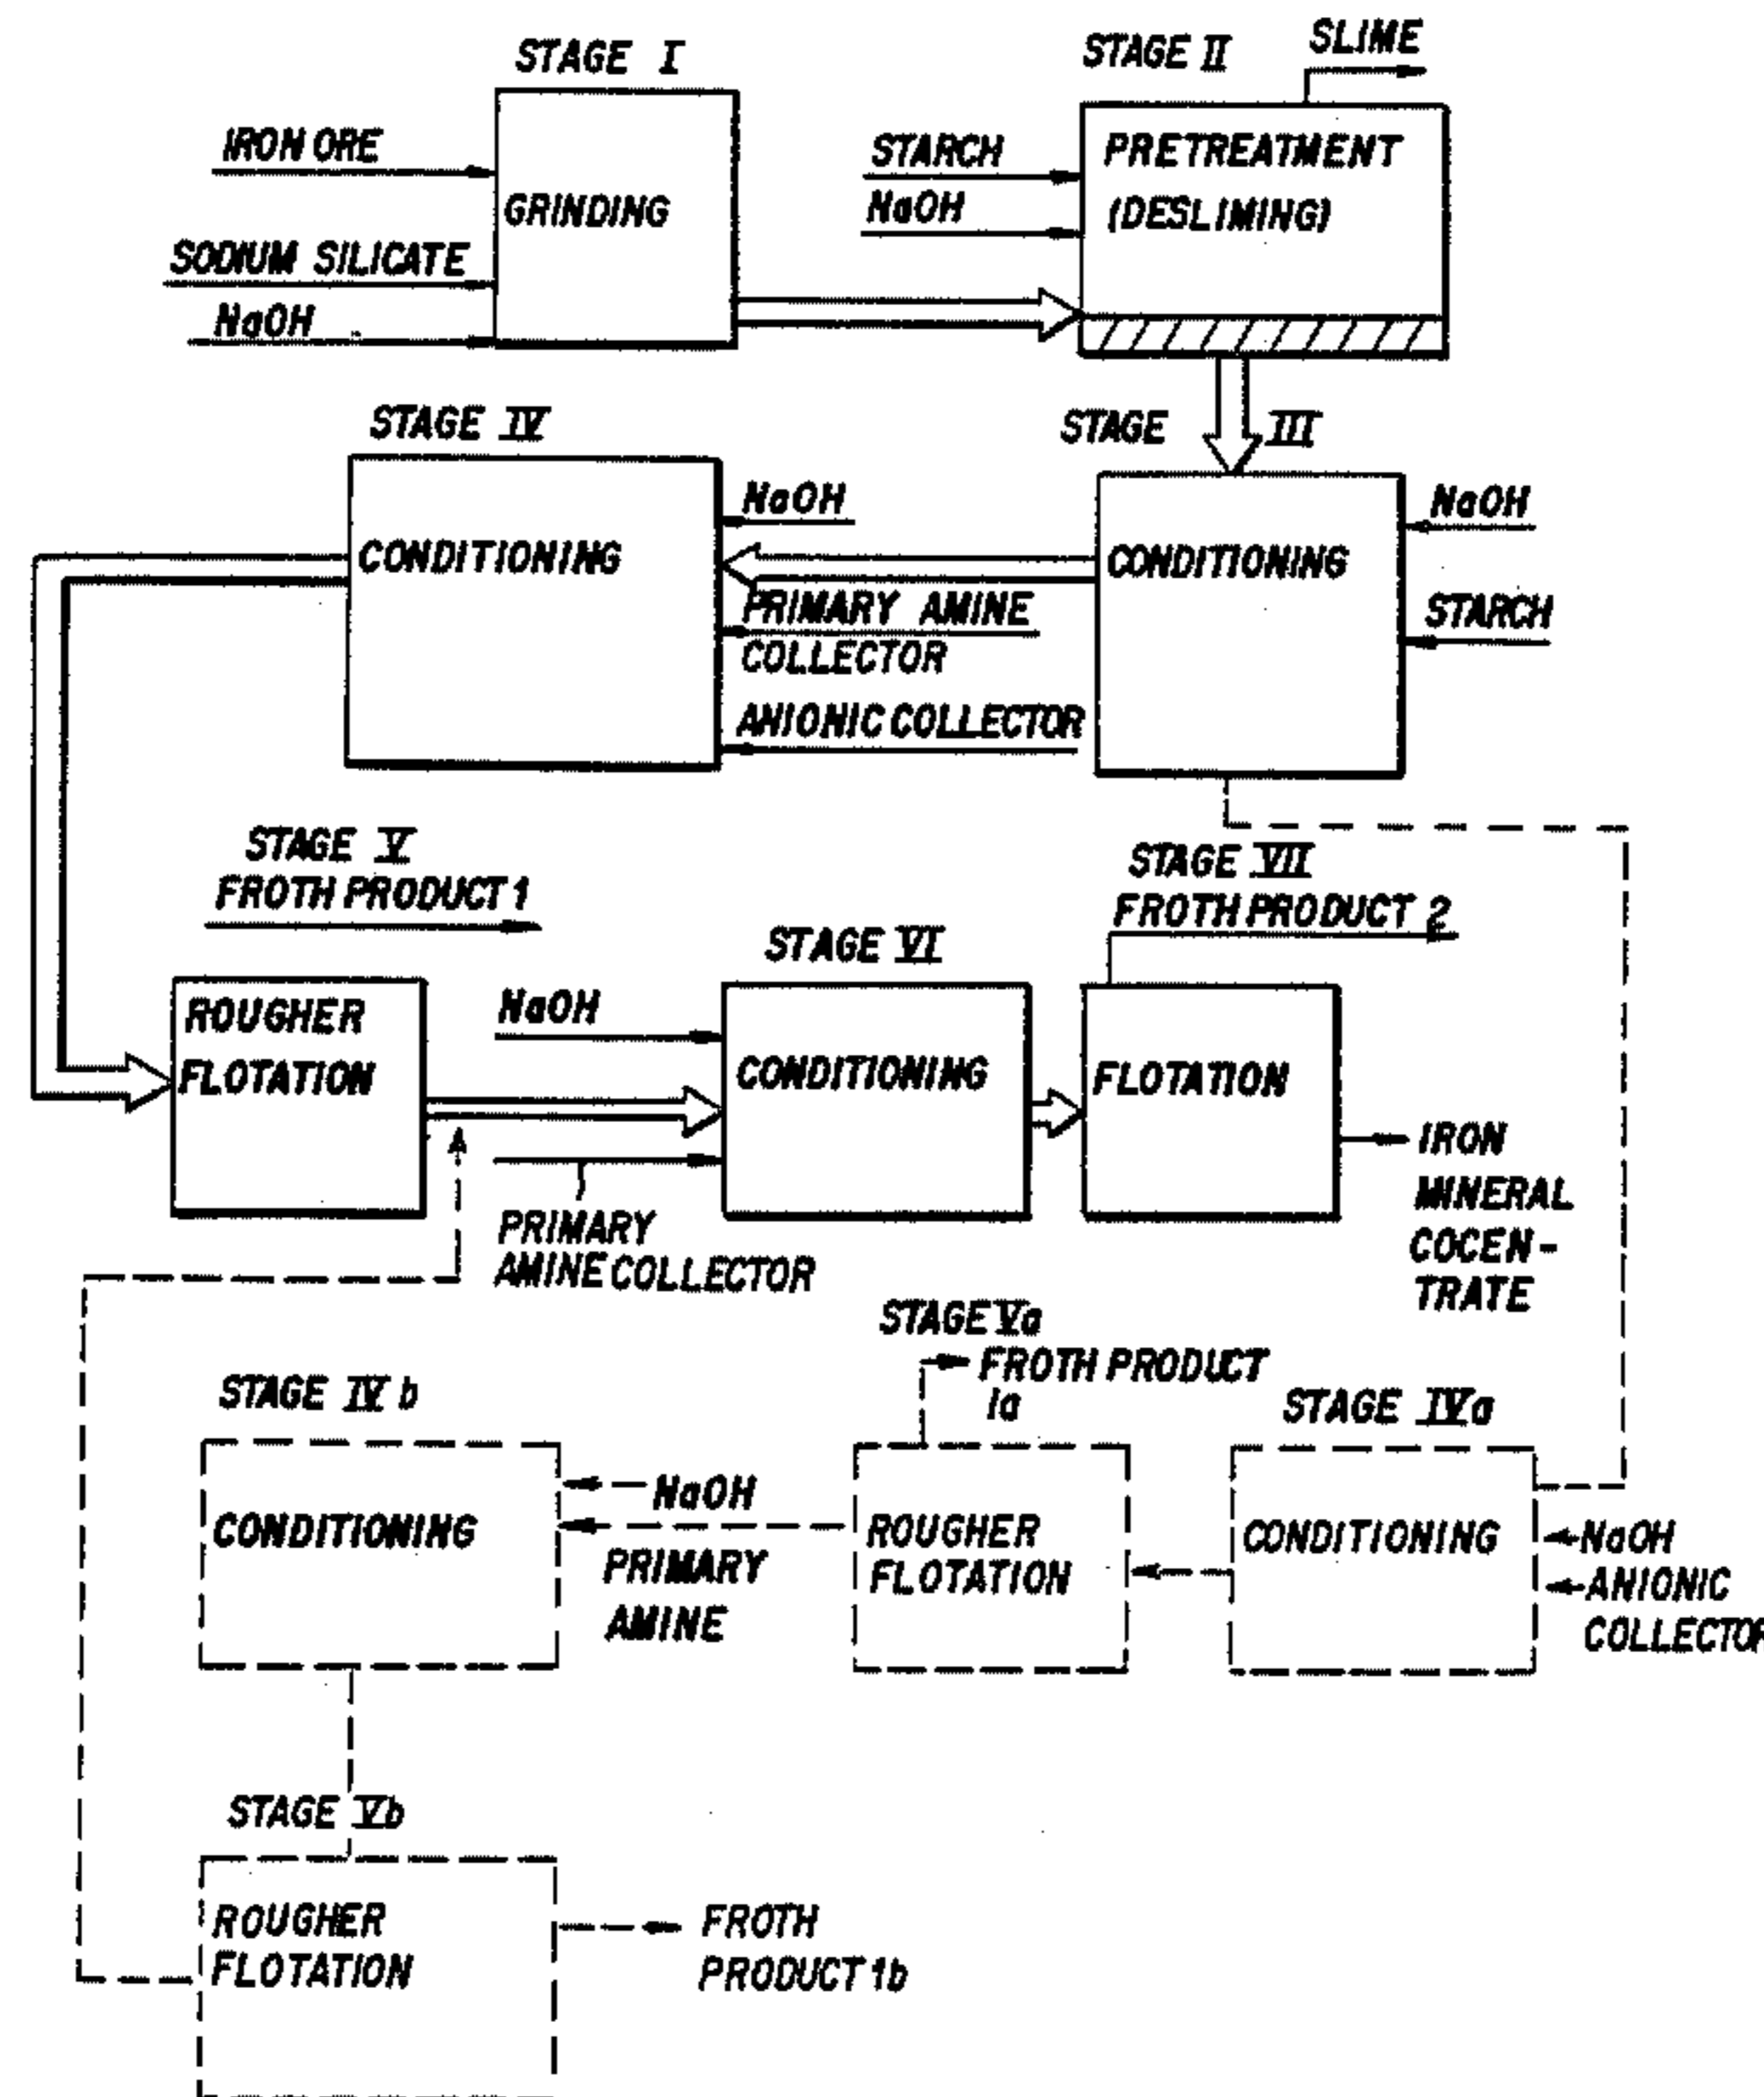 STAGE I
IRON ORE
GRINDING
SODIUM SILICATE
NaOH
STAGE II
SLIME
STARCH
NaOH
PRETREATMENT
(DESLIMING)
STAGE III
CONDITIONING
NaOH
STARCH
STAGE IV
CONDITIONING
NaOH
PRIMARY AMINE
COLLECTOR
ANIONIC COLLECTOR
STAGE V
FROTH PRODUCT 1
ROUGHER
FLOTATION
STAGE VI
NaOH
CONDITIONING
PRIMARY
AMINE COLLECTOR
STAGE VII
FROTH PRODUCT 2
FLOTATION
IRON
MINERAL
COCEN-
TRATE
STAGE IVa
CONDITIONING
NaOH
ANIONIC
COLLECTOR
STAGE Va
FROTH PRODUCT
1a
ROUGHER
FLOTATION
STAGE IV b
CONDITIONING
NaOH
PRIMARY
AMINE
STAGE Vb
ROUGHER
FLOTATION
FROTH
PRODUCT 1b